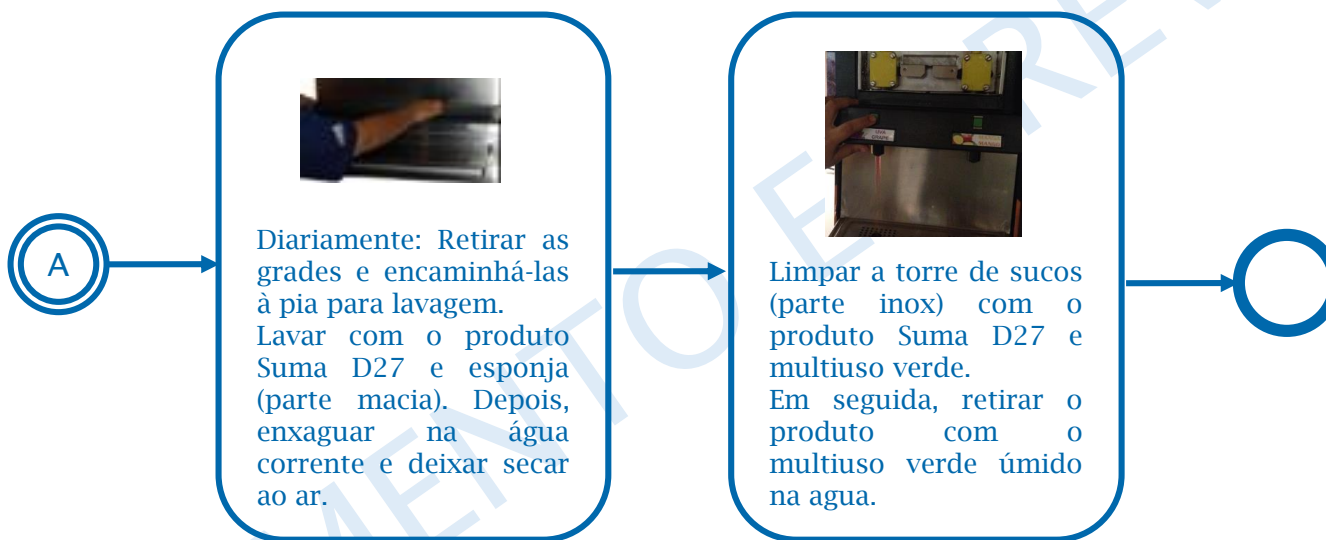 A
Diariamente: Retirar as
grades e encaminhá-las
à pia para lavagem.
Lavar com o produto
Suma D27 e esponja
(parte macia). Depois,
enxaguar na água
corrente e deixar secar
ao ar.
Limpar a torre de sucos
(parte inox) com o
produto Suma D27 e
multiuso verde.
Em seguida, retirar o
produto com o
multiuso verde úmido
na agua.